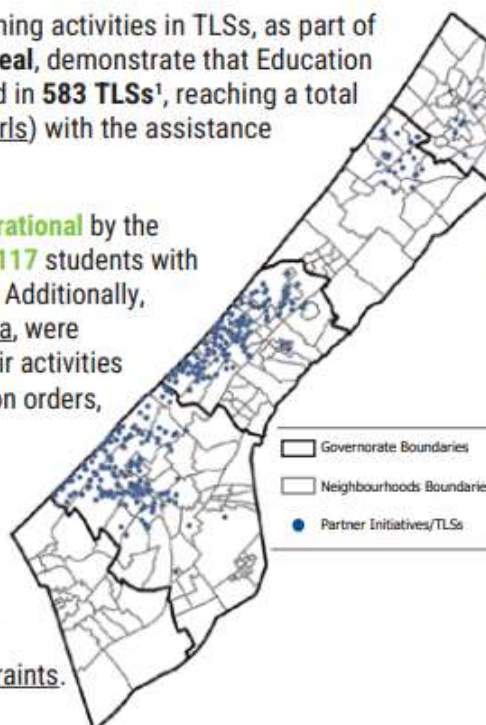 ning activities in TLSs, as part of
eal, demonstrate that Education
d in 583 TLSs¹, reaching a total
rls) with the assistance
rational by the
117 students with
Additionally,
a, were
ir activities
on orders,
raints.
Governorate Boundaries
Neighbourhoods Boundarie
Partner Initiatives/TLSs